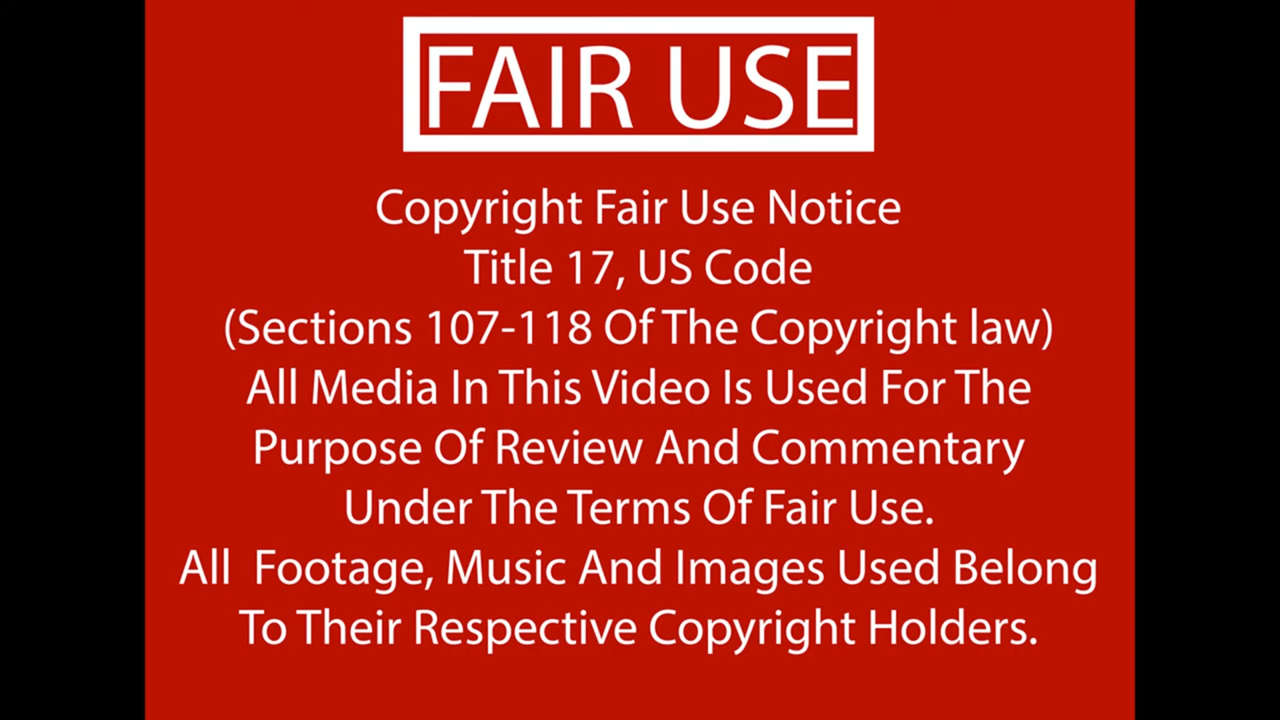 FAIR USE
Copyright Fair Use Notice
Title 17, US Code
(Sections 107-118 Of The Copyright law)
All Media In This Video Is Used For The
Purpose Of Review And Commentary
Under The Terms Of Fair Use.
All  Footage, Music And Images Used Belong
To Their Respective Copyright Holders.